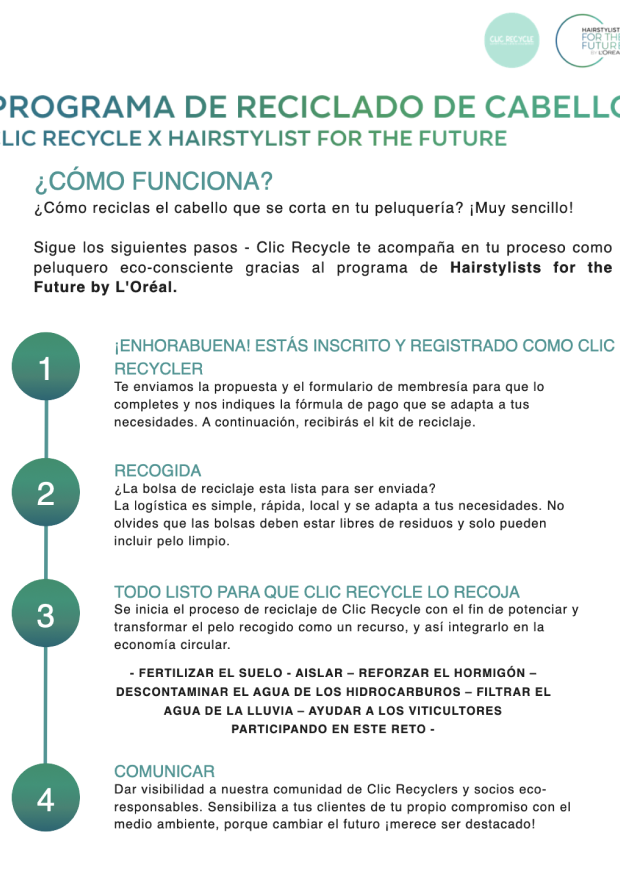 CLIC RECYCLE
HAIRSTYLIST
FOR THE
FUTURE
BY L'ORÉAL
PROGRAMA DE RECICLADO DE CABELLO
CLIC RECYCLE X HAIRSTYLIST FOR THE FUTURE
¿CÓMO FUNCIONA?
¿Cómo reciclas el cabello que se corta en tu peluquería? ¡Muy sencillo!
Sigue los siguientes pasos - Clic Recycle te acompaña en tu proceso como
peluquero eco-consciente gracias al programa de Hairstylists for the
Future by L'Oréal.
1
¡ENHORABUENA! ESTÁS INSCRITO Y REGISTRADO COMO CLIC
RECYCLER
Te enviamos la propuesta y el formulario de membresía para que lo
completes y nos indiques la fórmula de pago que se adapta a tus
necesidades. A continuación, recibirás el kit de reciclaje.
2
RECOGIDA
¿La bolsa de reciclaje esta lista para ser enviada?
La logística es simple, rápida, local y se adapta a tus necesidades. No
olvides que las bolsas deben estar libres de residuos y solo pueden
incluir pelo limpio.
3
TODO LISTO PARA QUE CLIC RECYCLE LO RECOJA
Se inicia el proceso de reciclaje de Clic Recycle con el fin de potenciar y
transformar el pelo recogido como un recurso, y así integrarlo en la
economía circular.
- FERTILIZAR EL SUELO - AISLAR – REFORZAR EL HORMIGÓN –
DESCONTAMINAR EL AGUA DE LOS HIDROCARBUROS – FILTRAR EL
AGUA DE LA LLUVIA – AYUDAR A LOS VITICULTORES
PARTICIPANDO EN ESTE RETO -
4
COMUNICAR
Dar visibilidad a nuestra comunidad de Clic Recyclers y socios eco-
responsables. Sensibiliza a tus clientes de tu propio compromiso con el
medio ambiente, porque cambiar el futuro ¡merece ser destacado!